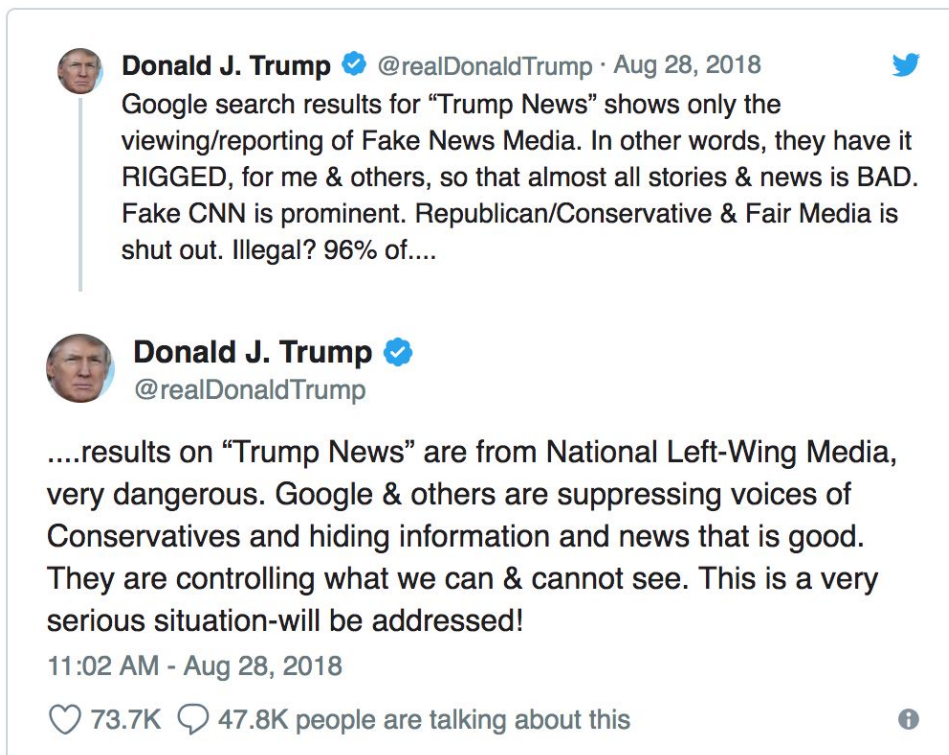 Donald J. Trump @realDonaldTrump · Aug 28, 2018
Google search results for “Trump News” shows only the
viewing/reporting of Fake News Media. In other words, they have it
RIGGED, for me & others, so that almost all stories & news is BAD.
Fake CNN is prominent. Republican/Conservative & Fair Media is
shut out. Illegal? 96% of....
Donald J. Trump
@realDonaldTrump
....results on “Trump News” are from National Left-Wing Media,
very dangerous. Google & others are suppressing voices of
Conservatives and hiding information and news that is good.
They are controlling what we can & cannot see. This is a very
serious situation-will be addressed!
11:02 AM - Aug 28, 2018
73.7K 47.8K people are talking about this